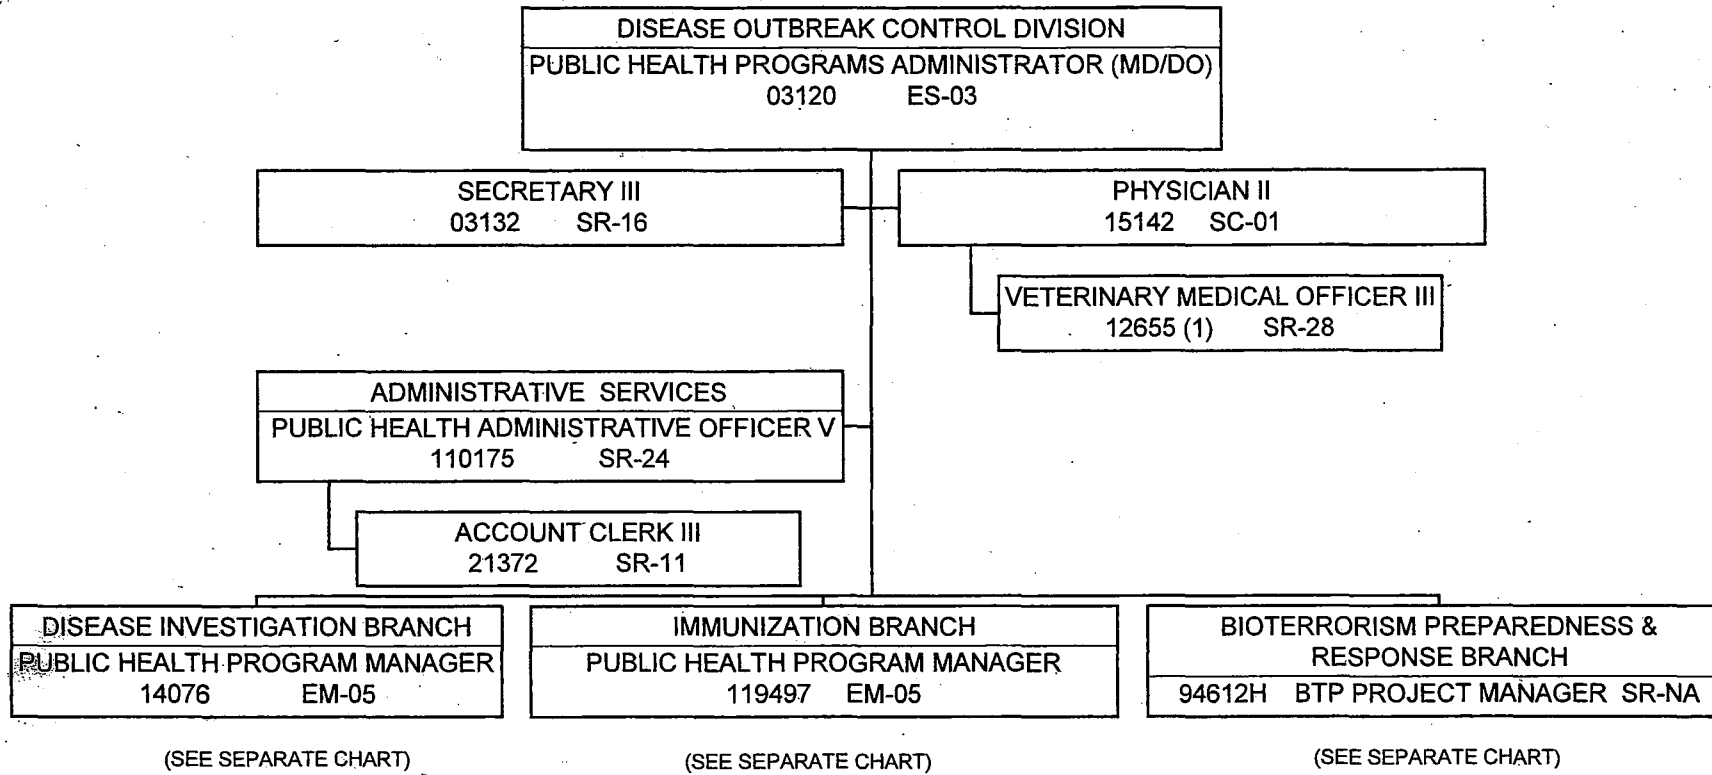 DISEASE OUTBREAK CONTROL DIVISION
PUBLIC HEALTH PROGRAMS ADMINISTRATOR (MD/DO)
03120 ES-03
SECRETARY III
03132 SR-16
PHYSICIAN II
15142 SC-01
VETERINARY MEDICAL OFFICER III
12655 (1) SR-28
ADMINISTRATIVE SERVICES
PUBLIC HEALTH ADMINISTRATIVE OFFICER V
110175 SR-24
ACCOUNT CLERK III
21372 SR-11
DISEASE INVESTIGATION BRANCH
PUBLIC HEALTH PROGRAM MANAGER
14076 EM-05
(SEE SEPARATE CHART)
IMMUNIZATION BRANCH
PUBLIC HEALTH PROGRAM MANAGER
119497 EM-05
(SEE SEPARATE CHART)
BIOTERRORISM PREPAREDNESS &
RESPONSE BRANCH
94612H BTP PROJECT MANAGER SR-NA
(SEE SEPARATE CHART)